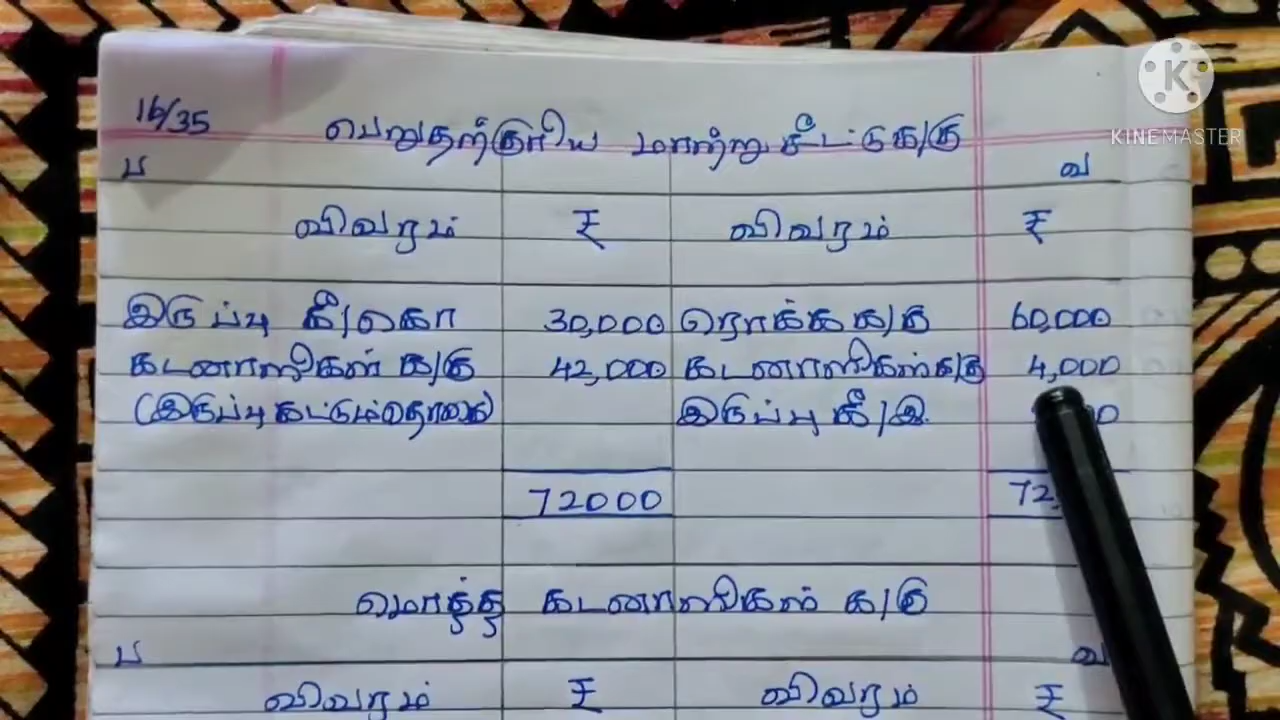 16/35
பெறுதற்குரிய மாற்றுசீட்டு க/கு
ப வ
விவரம் ₹ விவரம் ₹
இருப்பு கீ/கொ 30,000 ரொக்க க/கு 60,000
கடனாளிகள் க/கு 42,000 கடனாளிகள் க/கு 4,000
(இருப்பு கட்டும் தொகை) இருப்பு கீ/இ
72000
மொத்த கடனாளிகள் க/கு
ப வ
விவரம் ₹ விவரம் ₹
KINEMASTER